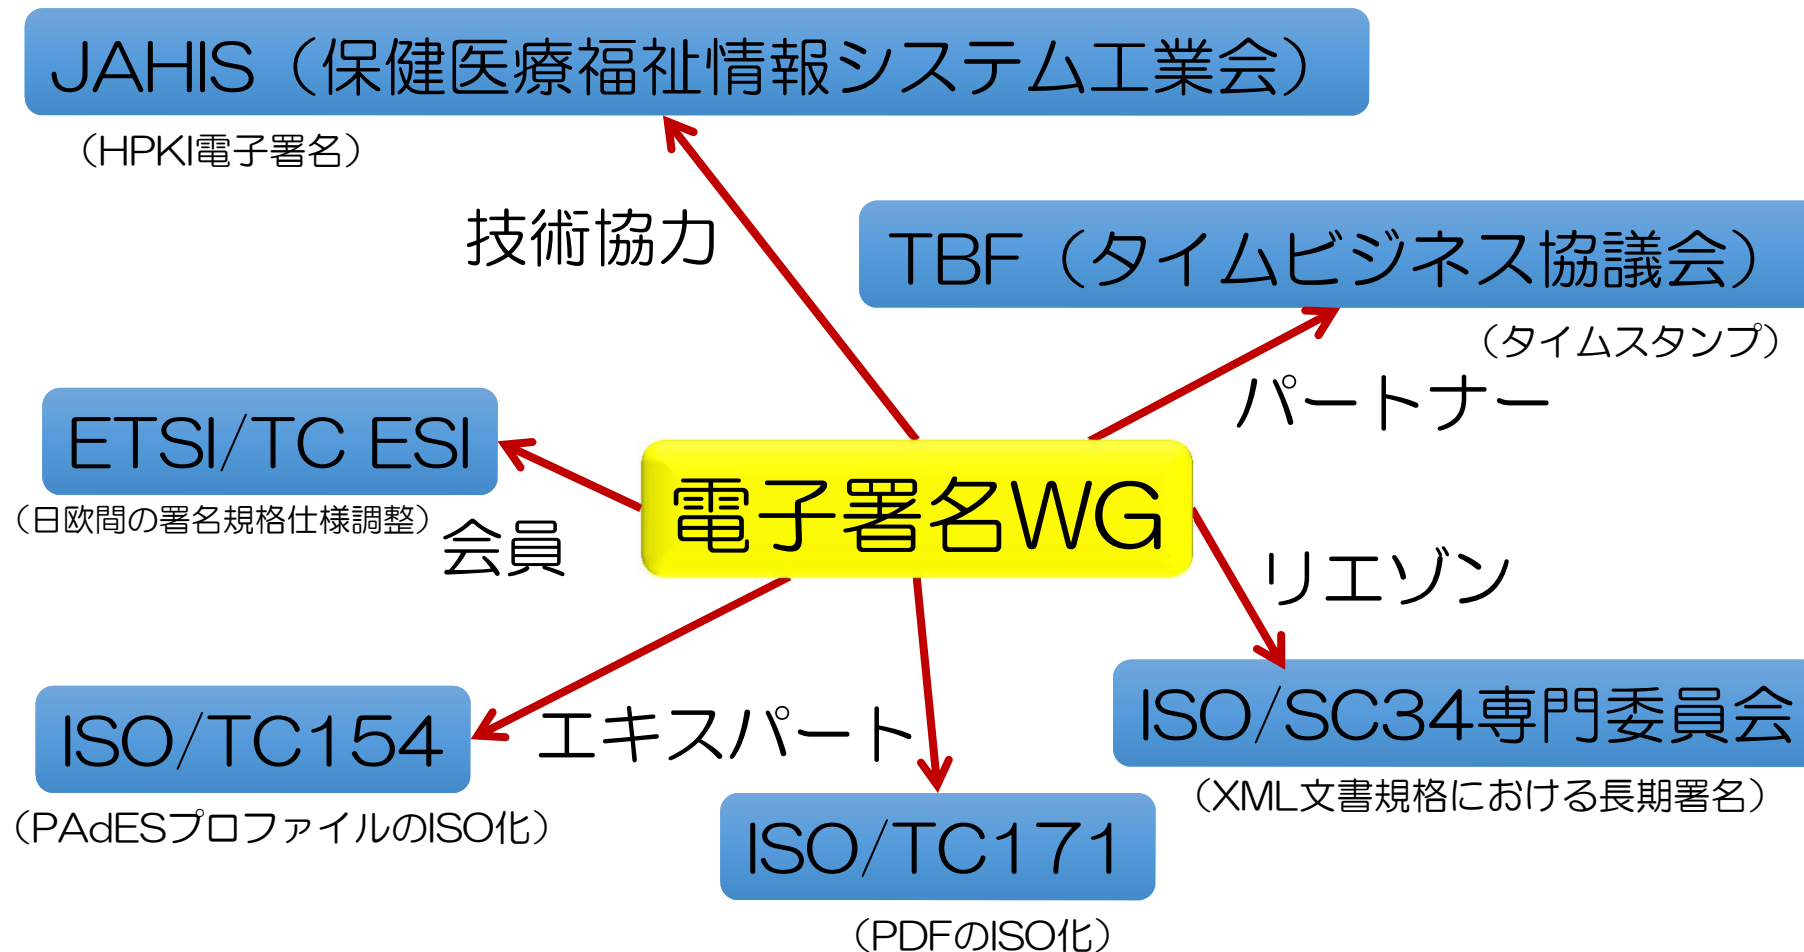 JAHIS（保健医療福祉情報システム工業会）
（HPKI電子署名）
技術協力
TBF（タイムビジネス協議会）
（タイムスタンプ）
パートナー
ETSI/TC ESI
（日欧間の署名規格仕様調整）
会員
電子署名WG
リエゾン
ISO/TC154
（PAdESプロファイルのISO化）
エキスパート
ISO/SC34専門委員会
（XML文書規格における長期署名）
ISO/TC171
（PDFのISO化）